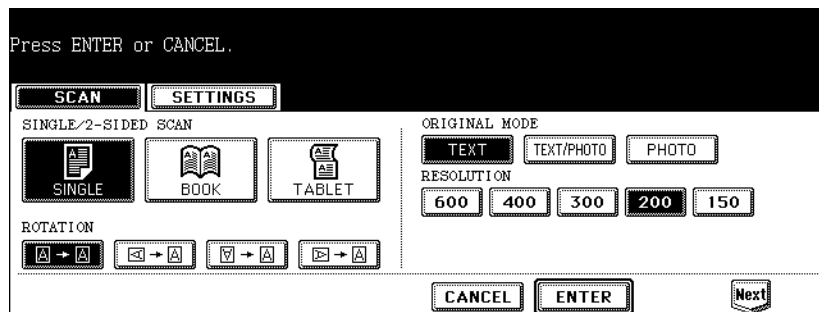 Press ENTER or CANCEL.
SCAN SETTINGS
SINGLE/2-SIDED SCAN
SINGLE BOOK TABLET
ROTATION
A → A A → A A → A A → A
ORIGINAL MODE
TEXT TEXT/PHOTO PHOTO
RESOLUTION
600 400 300 200 150
CANCEL ENTER Next